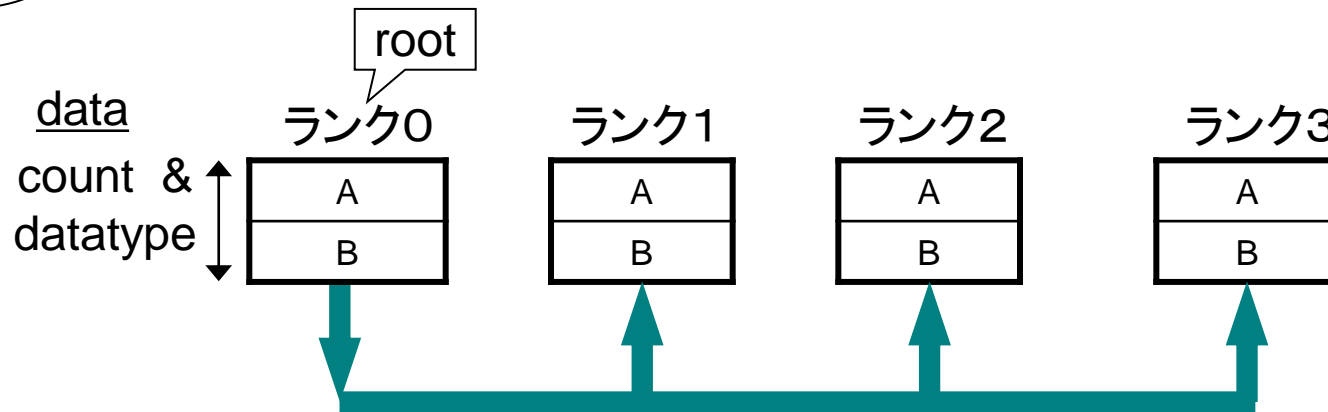 root
data
ランク0 ランク1 ランク2 ランク3
count &
datatype
A A A A
B B B B